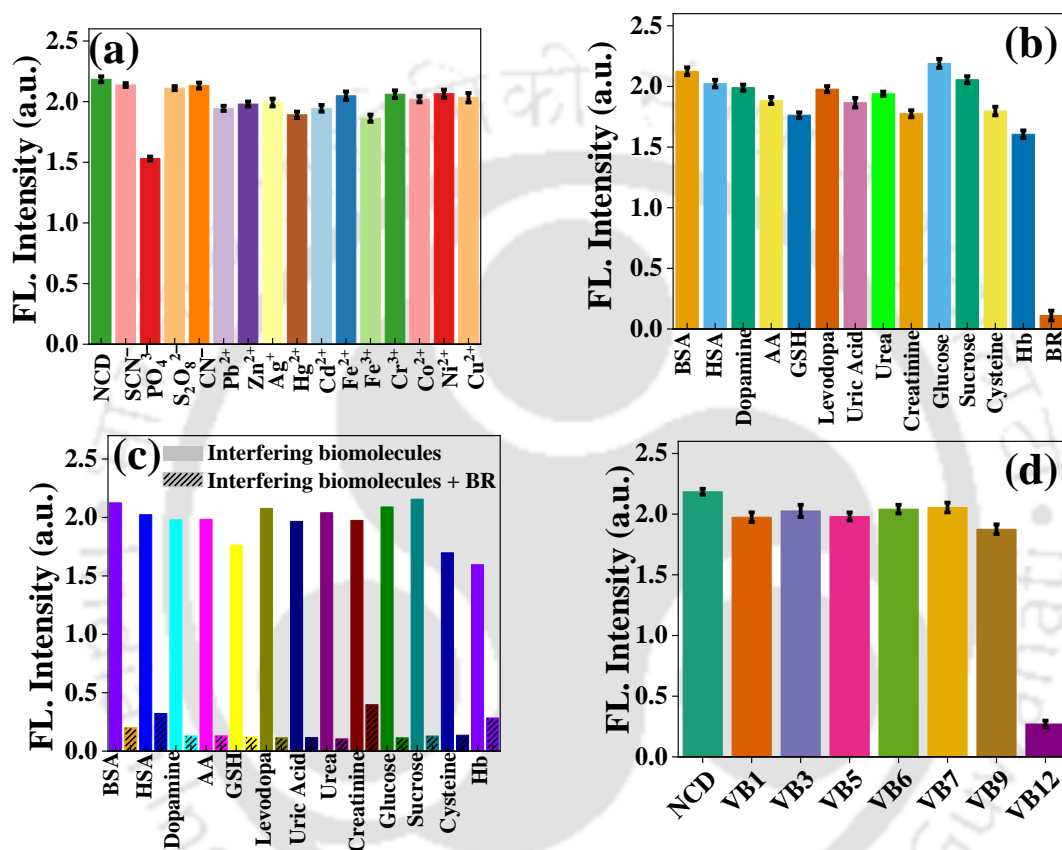 (a)
FL. Intensity (a.u.)
2.5
2.0
1.5
1.0
0.5
0.0
NCD
SCN⁻
PO₄³⁻
S₂O₈²⁻
CN⁻
Pb²⁺
Zn²⁺
Ag⁺
Hg²⁺
Cd²⁺
Fe²⁺
Fe³⁺
Cr³⁺
Co²⁺
Ni²⁺
Cu²⁺
(b)
FL. Intensity (a.u.)
2.5
2.0
1.5
1.0
0.5
0.0
BSA
HSA
Dopamine
AA
GSH
Levodopa
Uric Acid
Urea
Creatinine
Glucose
Sucrose
Cysteine
Hb
BR
(c)
Interfering biomolecules
Interfering biomolecules + BR
FL. Intensity (a.u.)
2.5
2.0
1.5
1.0
0.5
0.0
BSA
HSA
Dopamine
AA
GSH
Levodopa
Uric Acid
Urea
Creatinine
Glucose
Sucrose
Cysteine
Hb
(d)
FL. Intensity (a.u.)
2.5
2.0
1.5
1.0
0.5
0.0
NCD
VB1
VB3
VB5
VB6
VB7
VB9
VB12